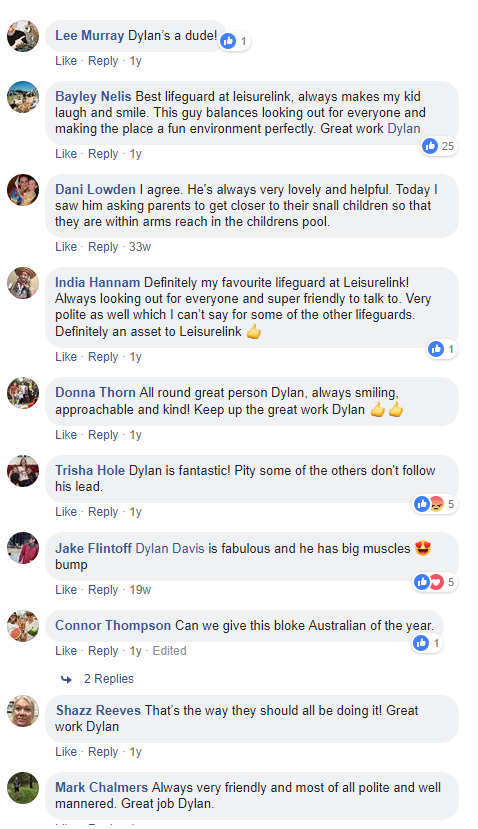 Lee Murray Dylan's a dude!
1
Like · Reply · 1y
Bayley Nelis Best lifeguard at leisurelink, always makes my kid
laugh and smile. This guy balances looking out for everyone and
making the place a fun environment perfectly. Great work Dylan
25
Like · Reply · 1y
Dani Lowden I agree. He's always very lovely and helpful. Today I
saw him asking parents to get closer to their snall children so that
they are within arms reach in the childrens pool.
Like · Reply · 33w
India Hannam Definitely my favourite lifeguard at Leisurelink!
Always looking out for everyone and super friendly to talk to. Very
polite as well which I can't say for some of the other lifeguards.
Definitely an asset to Leisurelink 👍
1
Like · Reply · 1y
Donna Thorn All round great person Dylan, always smiling,
approachable and kind! Keep up the great work Dylan 👍👍
Like · Reply · 1y
Trisha Hole Dylan is fantastic! Pity some of the others don't follow
his lead.
5
Like · Reply · 1y
Jake Flintoff Dylan Davis is fabulous and he has big muscles 😍
bump
5
Like · Reply · 19w
Connor Thompson Can we give this bloke Australian of the year.
1
Like · Reply · 1y · Edited
2 Replies
Shazz Reeves That's the way they should all be doing it! Great
work Dylan
Like · Reply · 1y
Mark Chalmers Always very friendly and most of all polite and well
mannered. Great job Dylan.